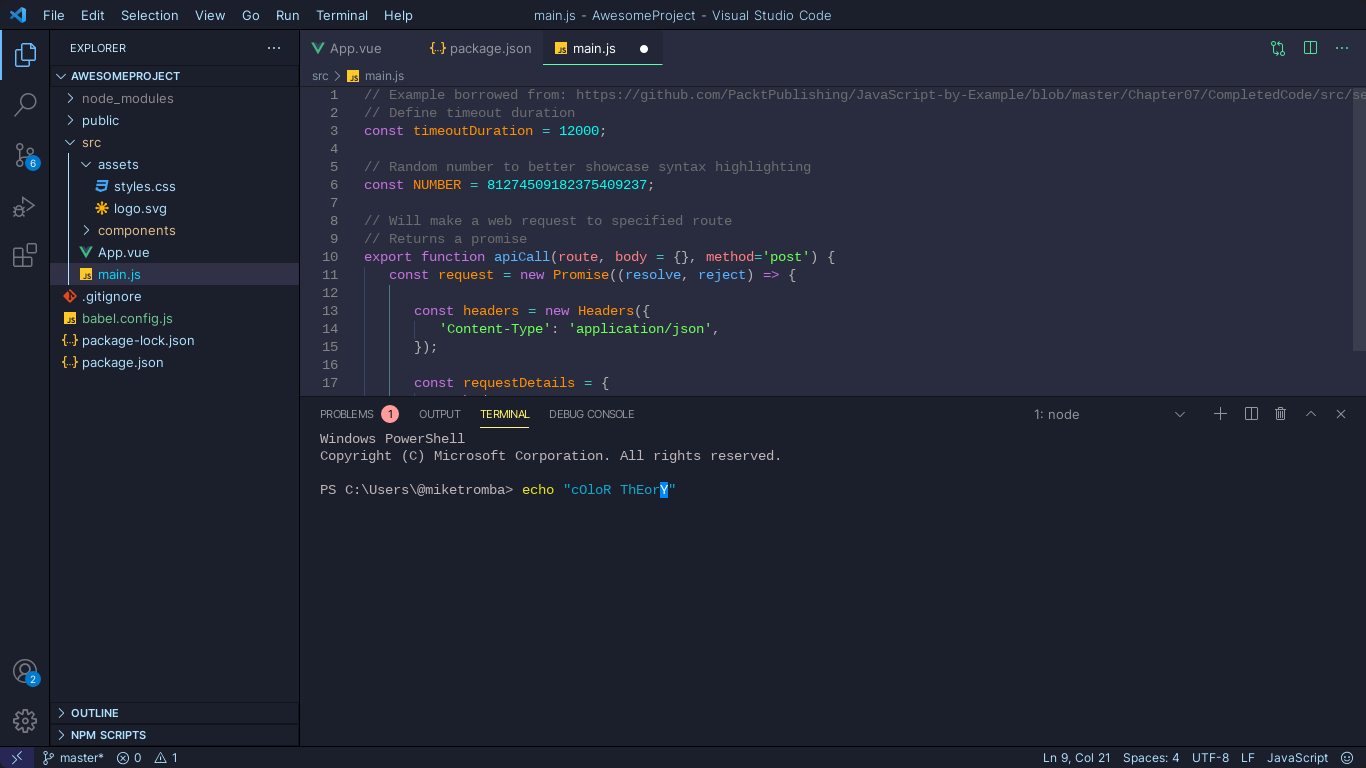 File Edit Selection View Go Run Terminal Help
main.js - AwesomeProject - Visual Studio Code
EXPLORER
AWESOMEPROJECT
node_modules
public
src
assets
styles.css
logo.svg
components
App.vue
JS main.js
.gitignore
JS babel.config.js
{..} package-lock.json
{..} package.json
OUTLINE
NPM SCRIPTS
6
2
App.vue {..} package.json JS main.js
src JS main.js
1 // Example borrowed from: https://github.com/PacktPublishing/JavaScript-by-Example/blob/master/Chapter07/CompletedCode/src/se
2 // Define timeout duration
3 const timeoutDuration = 12000;
4
5 // Random number to better showcase syntax highlighting
6 const NUMBER = 81274509182375409237;
7
8 // Will make a web request to specified route
9 // Returns a promise
10 export function apiCall(route, body = {}, method='post') {
11 const request = new Promise((resolve, reject) => {
12
13 const headers = new Headers({
14 'Content-Type': 'application/json',
15 });
16
17 const requestDetails = {
PROBLEMS 1 OUTPUT TERMINAL DEBUG CONSOLE 1: node
Windows PowerShell
Copyright (C) Microsoft Corporation. All rights reserved.
PS C:\Users\@miketromba> echo "cOloR ThEorY"
master* 0 1 Ln 9, Col 21 Spaces: 4 UTF-8 LF JavaScript